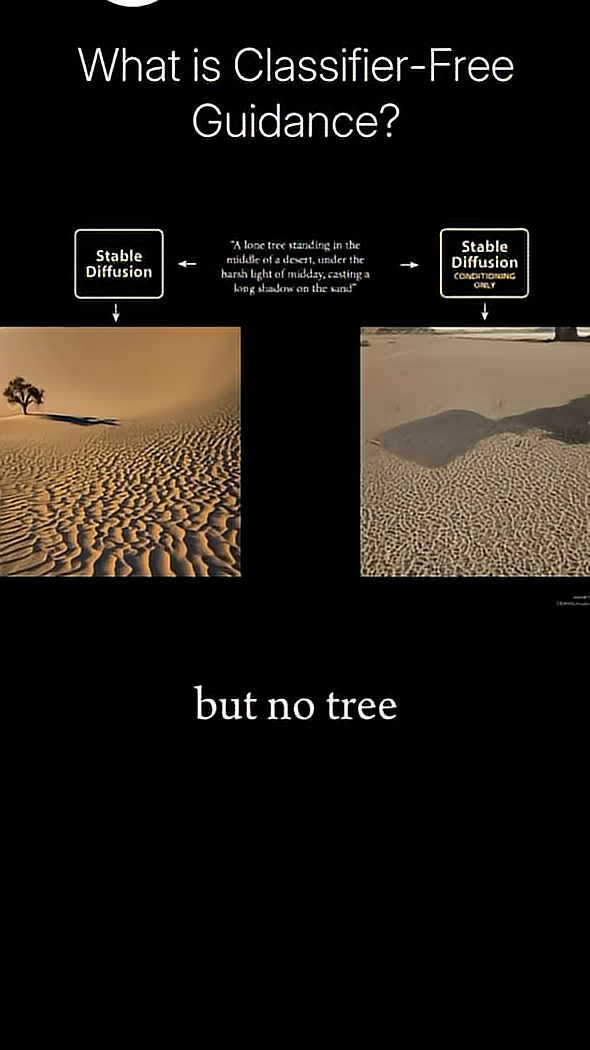 What is Classifier-Free
Guidance?
Stable
Diffusion
"A lone tree standing in the
middle of a desert, under the
harsh light of midday, casting a
long shadow on the sand"
Stable
Diffusion
CONDITIONING
ONLY
but no tree